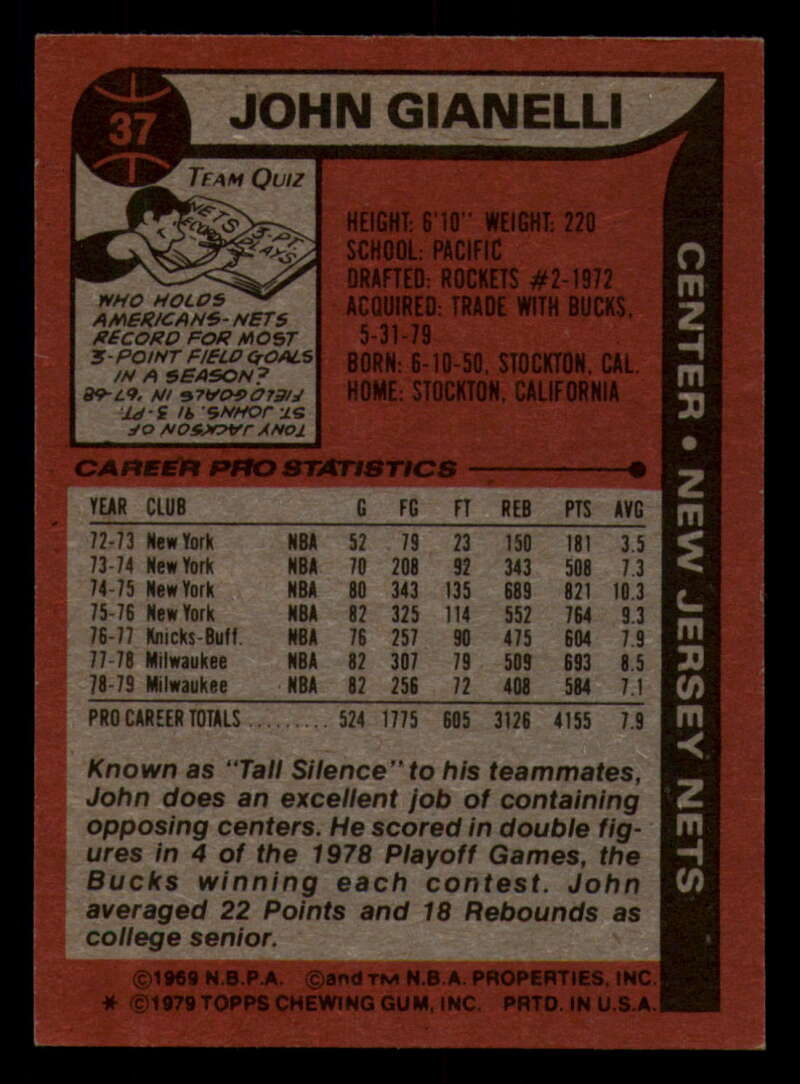 37
JOHN GIANELLI
TEAM QUIZ
NETS RECORDS
3-PT. PLAYS
WHO HOLDS
AMERICANS-NETS
RECORD FOR MOST
3-POINT FIELD GOALS
IN A SEASON?
TONY JACKSON OF
ST. JOHN'S. 91 3-PT.
FIELD GOALS IN '67-68
HEIGHT: 6'10" WEIGHT: 220
SCHOOL: PACIFIC
DRAFTED: ROCKETS #2-1972
ACQUIRED: TRADE WITH BUCKS,
5-31-79
BORN: 6-10-50, STOCKTON, CAL.
HOME: STOCKTON, CALIFORNIA
CENTER • NEW JERSEY NETS
CAREER PRO STATISTICS
YEAR CLUB G FG FT REB PTS AVG
72-73 New York NBA 52 79 23 150 181 3.5
73-74 New York NBA 70 208 92 343 508 7.3
74-75 New York NBA 80 343 135 689 821 10.3
75-76 New York NBA 82 325 114 552 764 9.3
76-77 Knicks-Buff. NBA 76 257 90 475 604 7.9
77-78 Milwaukee NBA 82 307 79 509 693 8.5
78-79 Milwaukee NBA 82 256 72 408 584 7.1
PRO CAREER TOTALS ......... 524 1775 605 3126 4155 7.9
Known as "Tall Silence" to his teammates,
John does an excellent job of containing
opposing centers. He scored in double fig-
ures in 4 of the 1978 Playoff Games, the
Bucks winning each contest. John
averaged 22 Points and 18 Rebounds as
college senior.
©1969 N.B.P.A. ©and TM N.B.A. PROPERTIES, INC.
* ©1979 TOPPS CHEWING GUM, INC. PRTD. IN U.S.A.